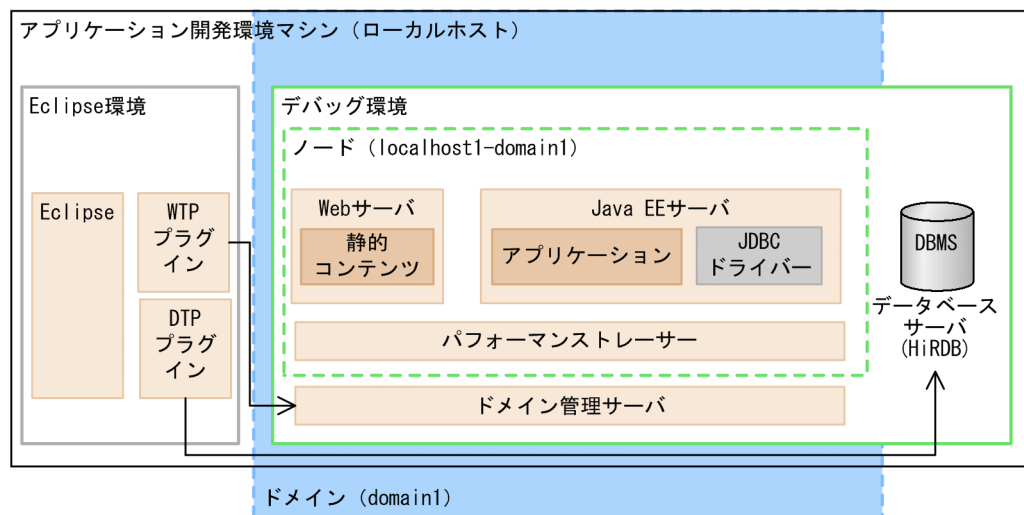 アプリケーション開発環境マシン（ローカルホスト）
Eclipse環境
Eclipse
WTP
プラグ
イン
DTP
プラグ
イン
デバッグ環境
ノード（localhost1-domain1）
Webサーバ
静的
コンテンツ
Java EEサーバ
アプリケーション
JDBC
ドライバー
パフォーマンストレーサー
ドメイン管理サーバ
DBMS
データベース
サーバ
(HiRDB)
ドメイン（domain1）